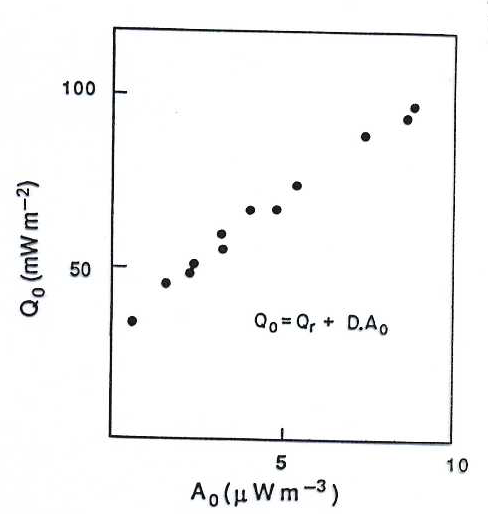 100
Q₀ (mW m⁻²)
50
Q₀ = Qᵣ + D.A₀
5
10
A₀ (μ W m⁻³)